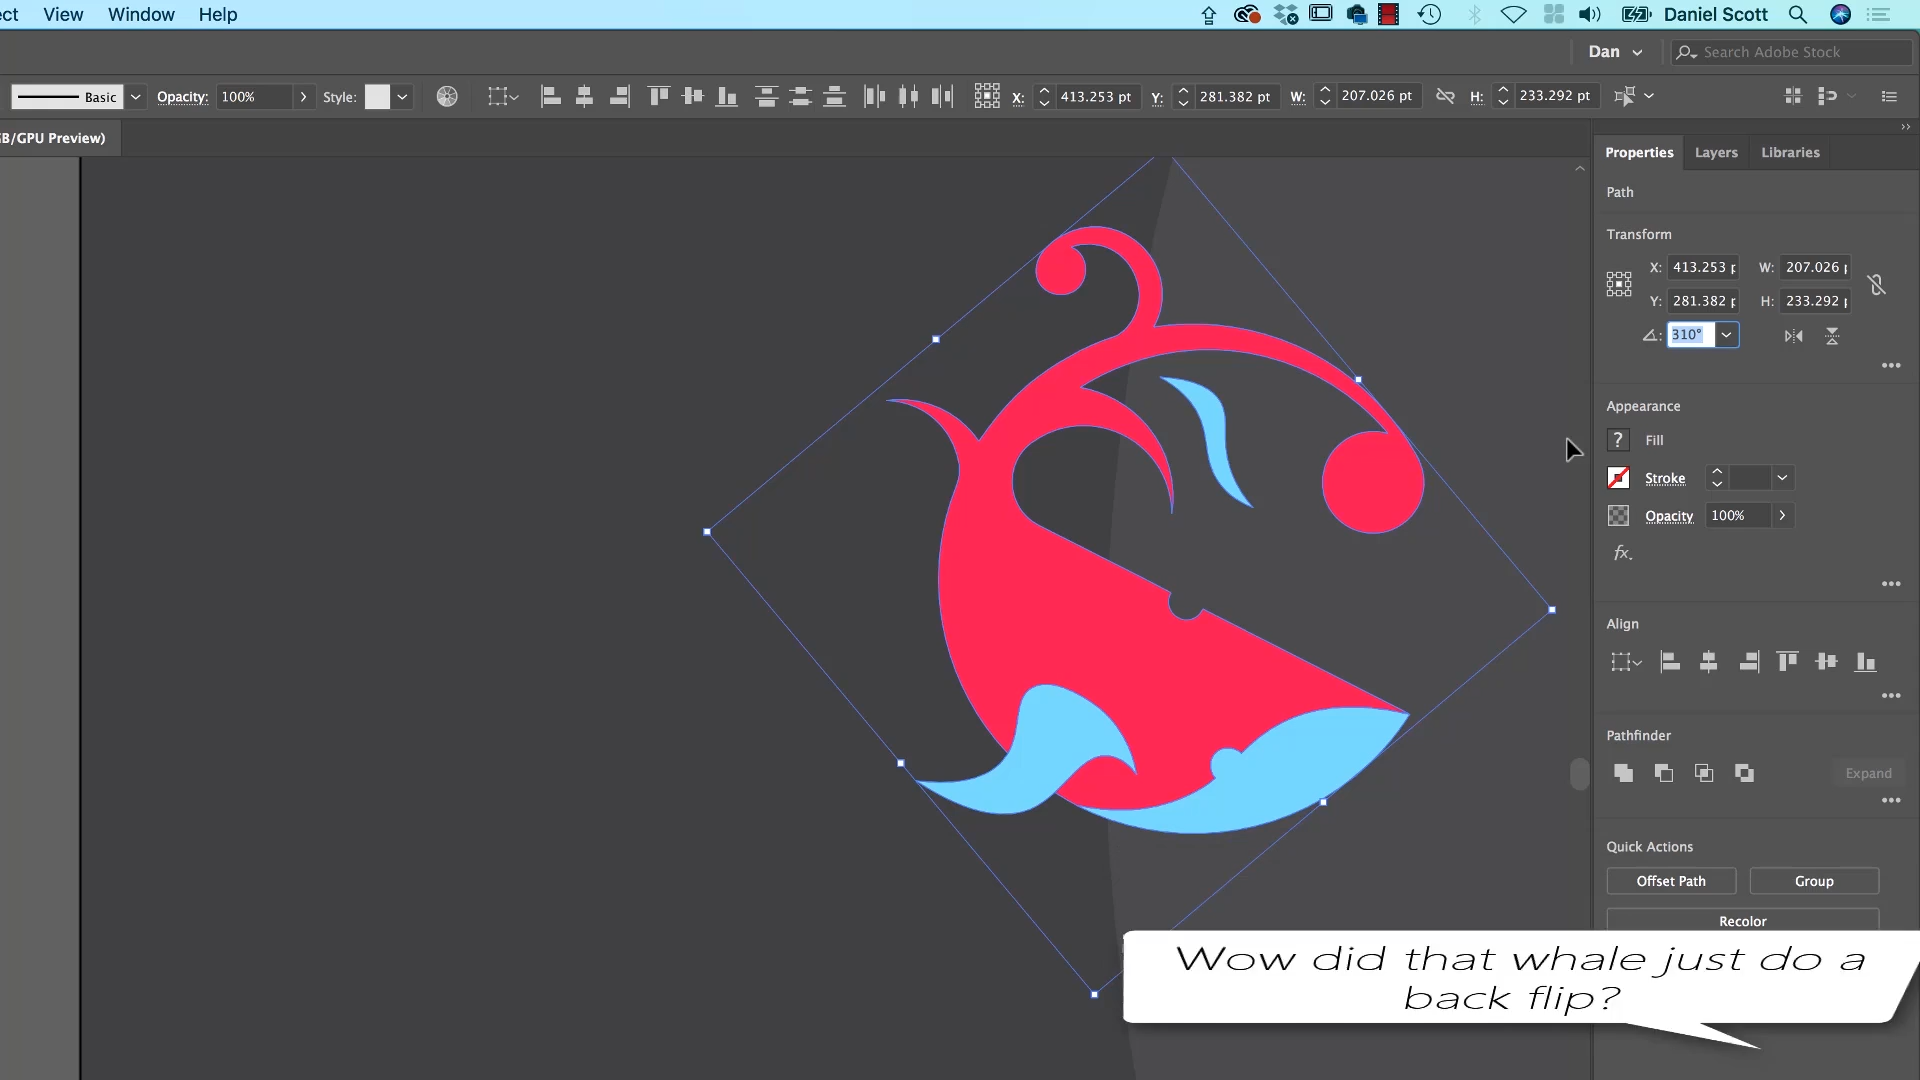 ect View Window Help Daniel Scott
Dan Search Adobe Stock
Basic Opacity: 100% Style: X: 413.253 pt Y: 281.382 pt W: 207.026 pt H: 233.292 pt
B/GPU Preview)
Properties Layers Libraries
Path
Transform
X: 413.253 p W: 207.026 p
Y: 281.382 p H: 233.292 p
310°
Appearance
? Fill
Stroke
Opacity 100%
fx.
Align
Pathfinder
Expand
Quick Actions
Offset Path Group
Recolor
Wow did that whale just do a
back flip?